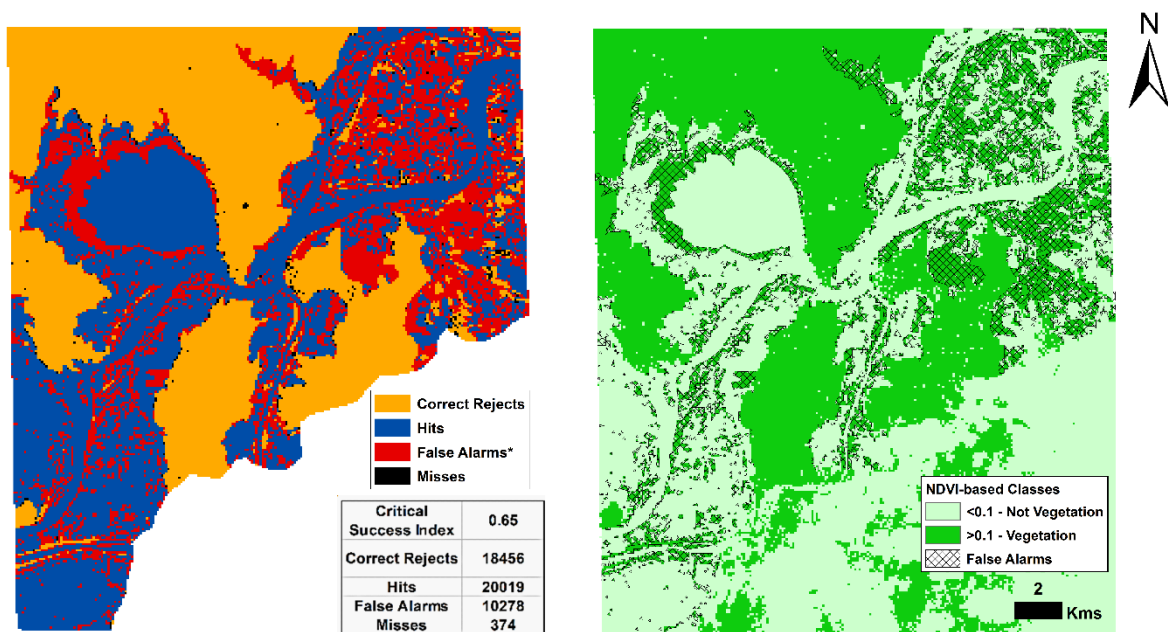 Correct Rejects
Hits
False Alarms*
Misses
Critical
Success Index
0.65
Correct Rejects 18456
Hits 20019
False Alarms 10278
Misses 374
N
NDVI-based Classes
<0.1 - Not Vegetation
>0.1 - Vegetation
False Alarms
2
Kms